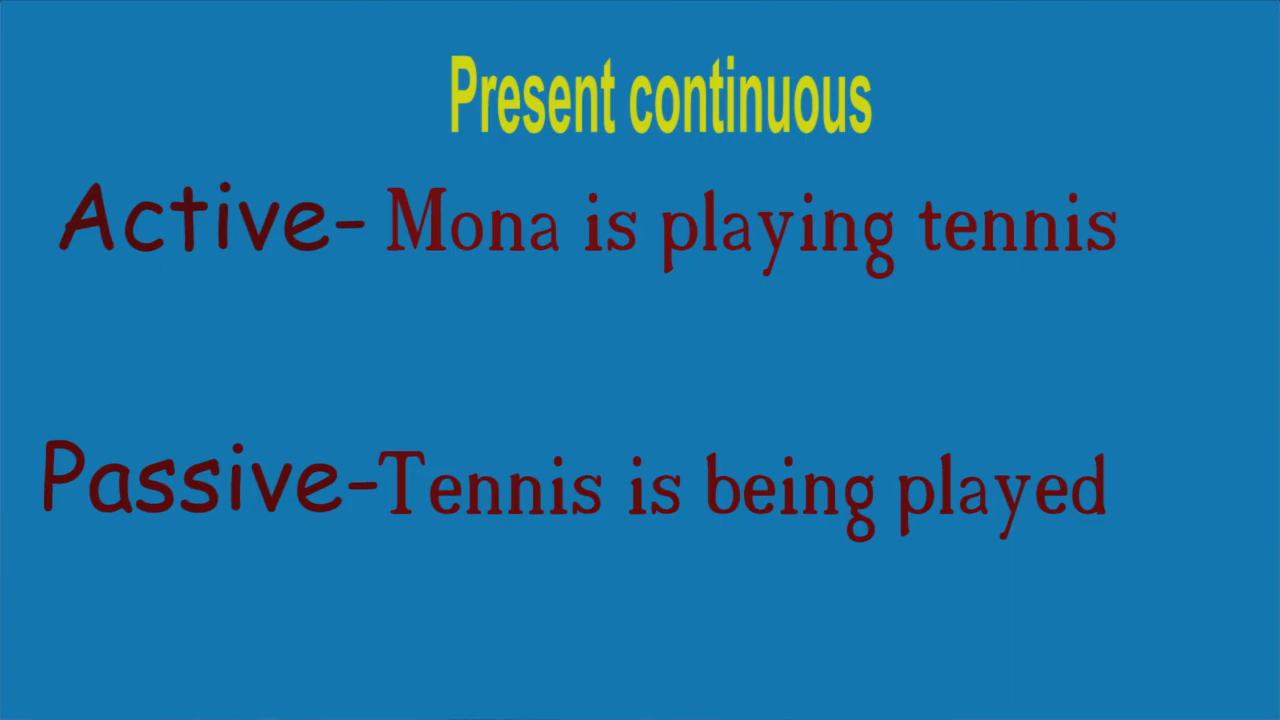 Present continuous
Active- Mona is playing tennis
Passive-Tennis is being played